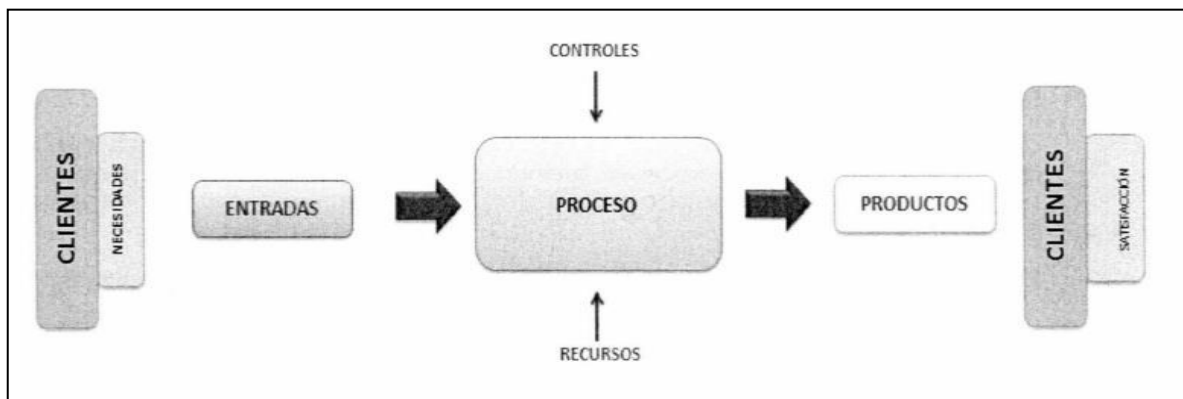 CONTROLES
CLIENTES
NECESIDADES
ENTRADAS
PROCESO
PRODUCTOS
CLIENTES
SATISFACCIÓN
RECURSOS